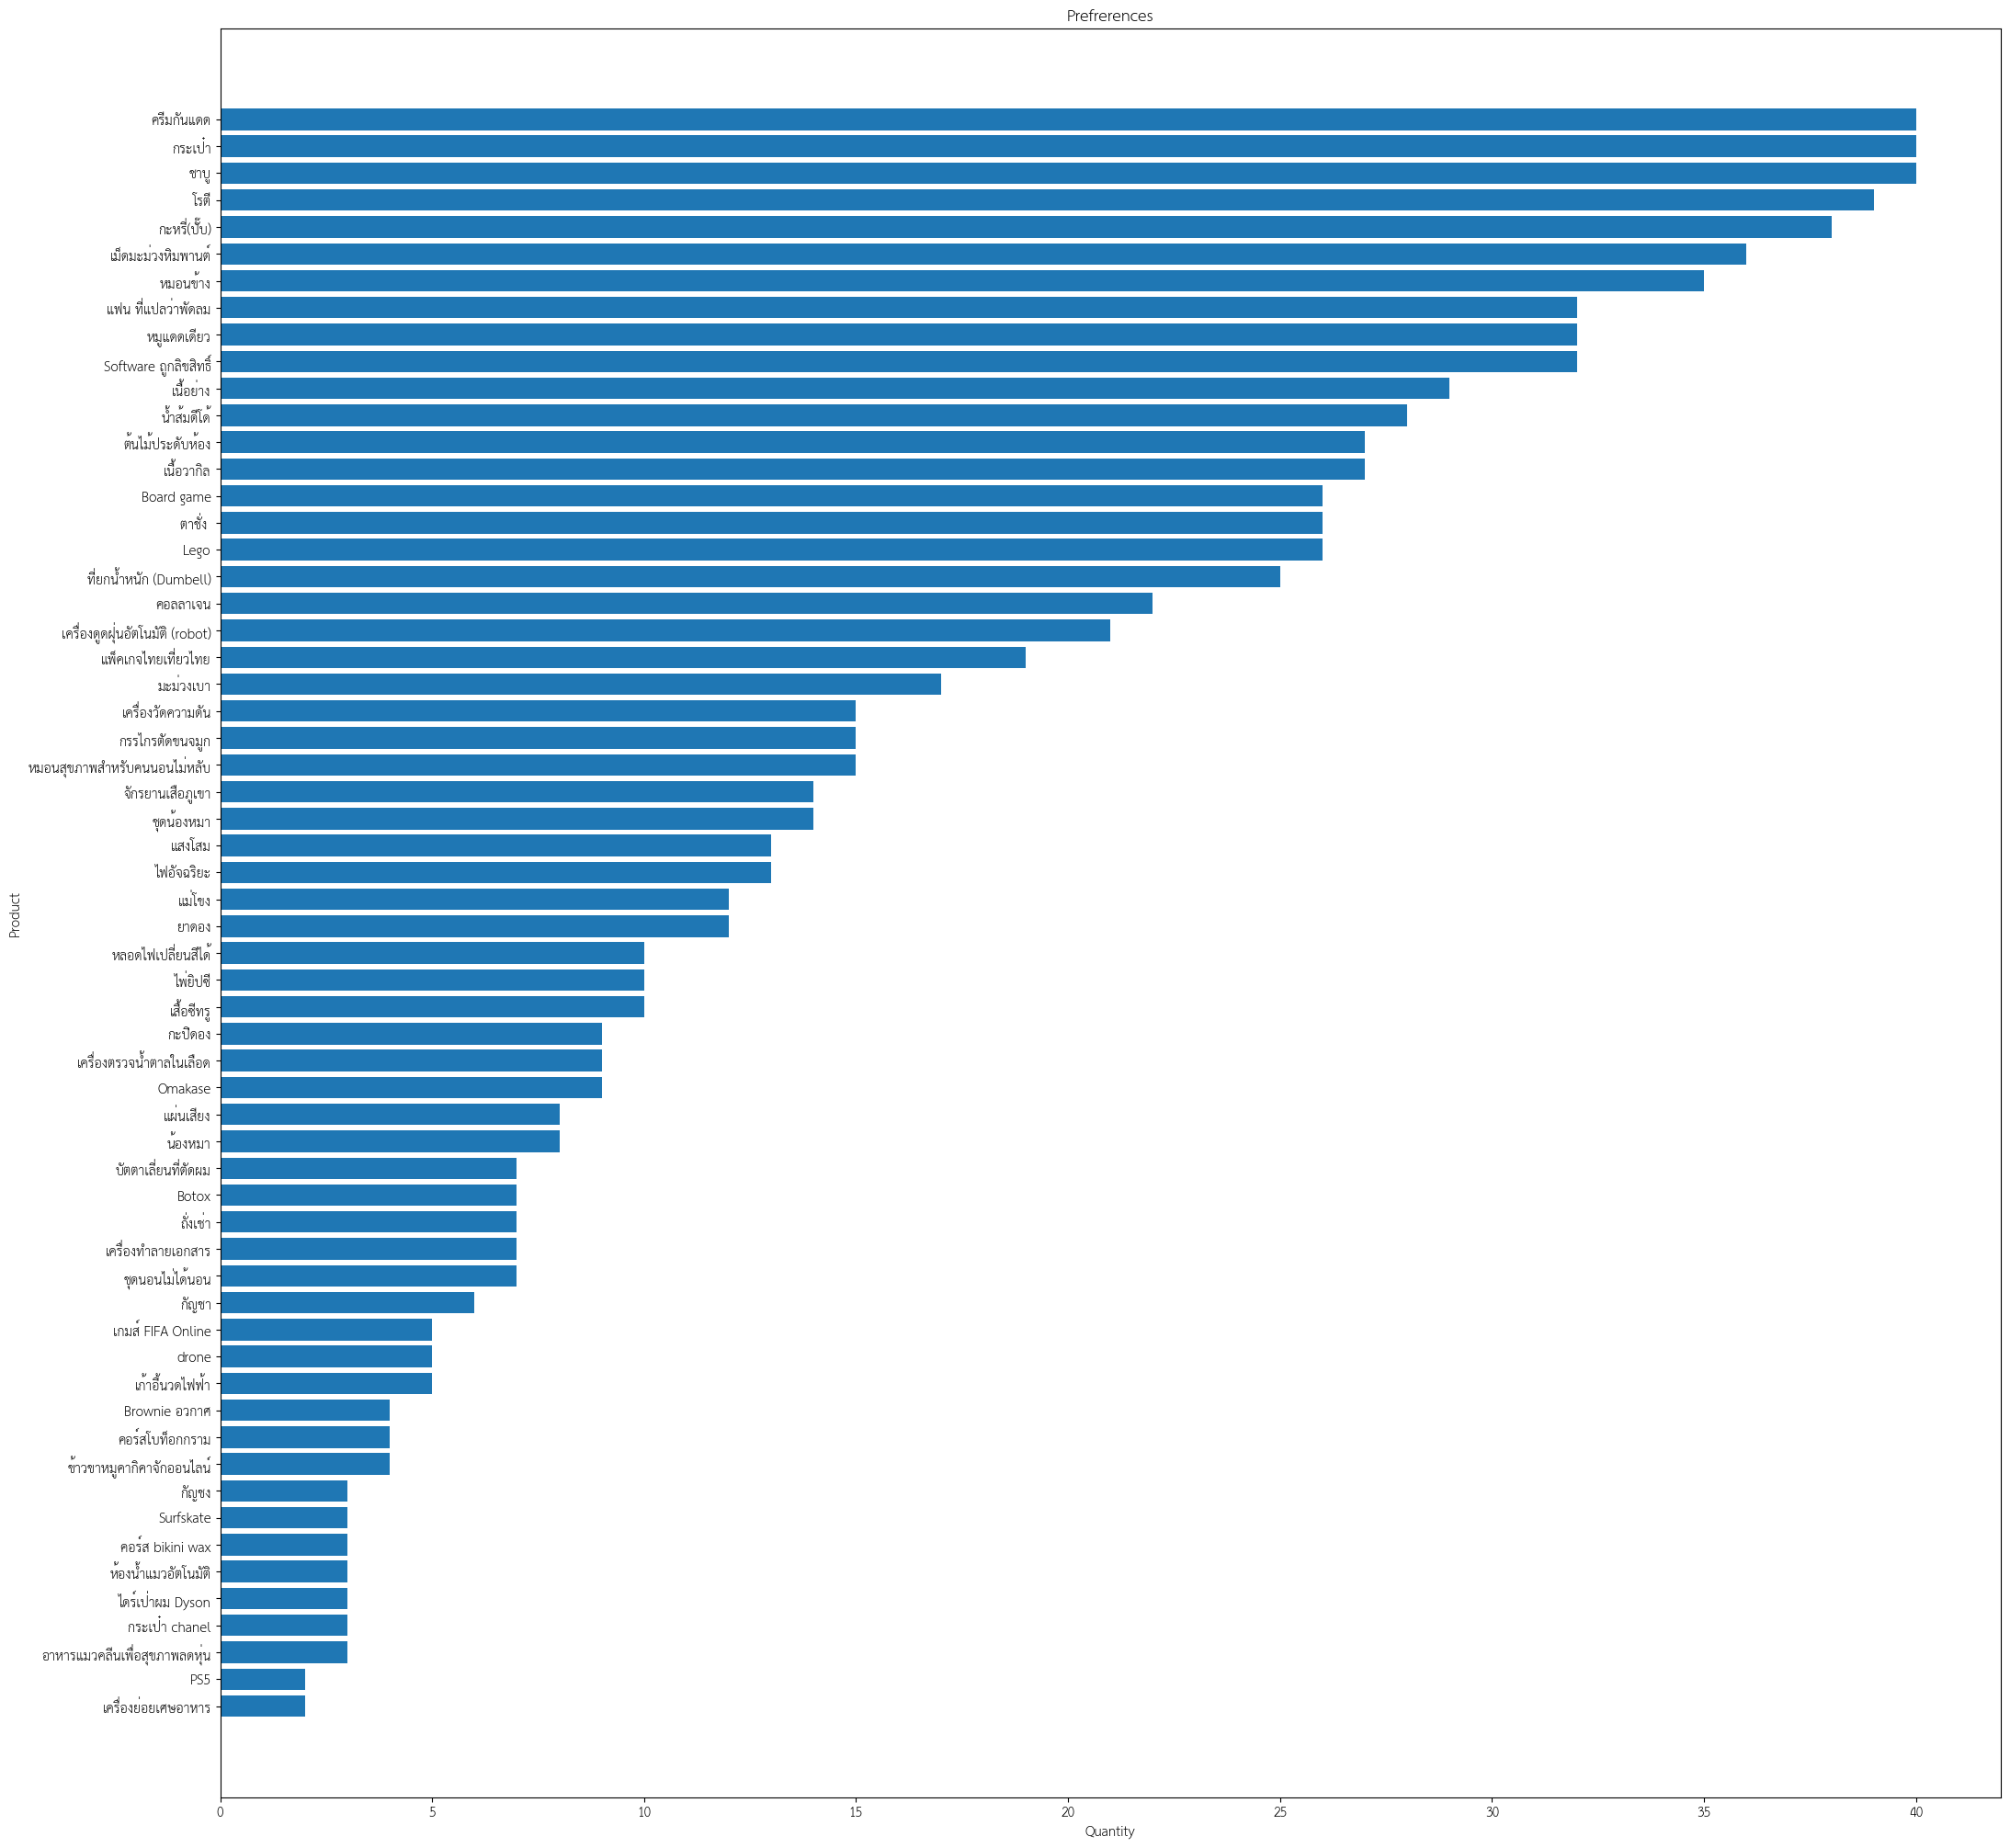 Prefrerences
ครีมกันแดด
กระเป๋า
ชาบู
โรตี
กะหรี่(ปั๊บ)
เม็ดมะม่วงหิมพานต์
หมอนข้าง
แฟน ที่แปลว่าพัดลม
หมูแดดเดียว
Software ถูกลิขสิทธิ์
เนื้อย่าง
น้ำส้มดีโด้
ต้นไม้ประดับห้อง
เนื้อวากิล
Board game
ตาชั่ง
Lego
ที่ยกน้ำหนัก (Dumbell)
คอลลาเจน
เครื่องดูดฝุ่นอัตโนมัติ (robot)
แพ็คเกจไทยเที่ยวไทย
มะม่วงเบา
เครื่องวัดความดัน
กรรไกรตัดขนจมูก
หมอนสุขภาพสำหรับคนนอนไม่หลับ
จักรยานเสือภูเขา
ชุดน้องหมา
แสงโสม
ไฟอัจฉริยะ
แม่โขง
ยาดอง
หลอดไฟเปลี่ยนสีได้
ไพ่ยิปซี
เสื้อซีทรู
กะปิดอง
เครื่องตรวจน้ำตาลในเลือด
Omakase
แผ่นเสียง
น้องหมา
บัตตาเลี่ยนที่ตัดผม
Botox
ถั่งเช่า
เครื่องทำลายเอกสาร
ชุดนอนไม่ได้นอน
กัญชา
เกมส์ FIFA Online
drone
เก้าอี้นวดไฟฟ้า
Brownie อวกาศ
คอร์สโบท็อกกราม
ข้าวขาหมูคากิคาจักออนไลน์
กัญชง
Surfskate
คอร์ส bikini wax
ห้องน้ำแมวอัตโนมัติ
ไดร์เป่าผม Dyson
กระเป๋า chanel
อาหารแมวคลีนเพื่อสุขภาพลดหุ่น
PS5
เครื่องย่อยเศษอาหาร
Product
0 5 10 15 20 25 30 35 40
Quantity